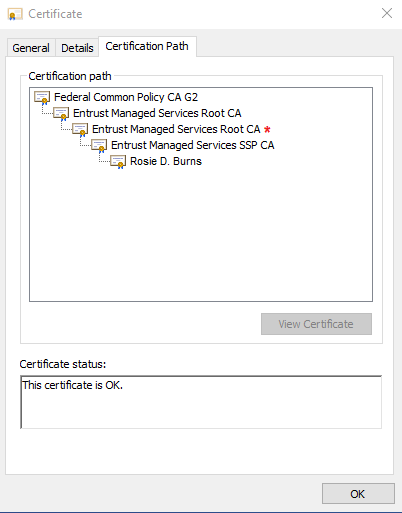 Certificate
General Details Certification Path
Certification path
Federal Common Policy CA G2
Entrust Managed Services Root CA
Entrust Managed Services Root CA *
Entrust Managed Services SSP CA
Rosie D. Burns
View Certificate
Certificate status:
This certificate is OK.
OK